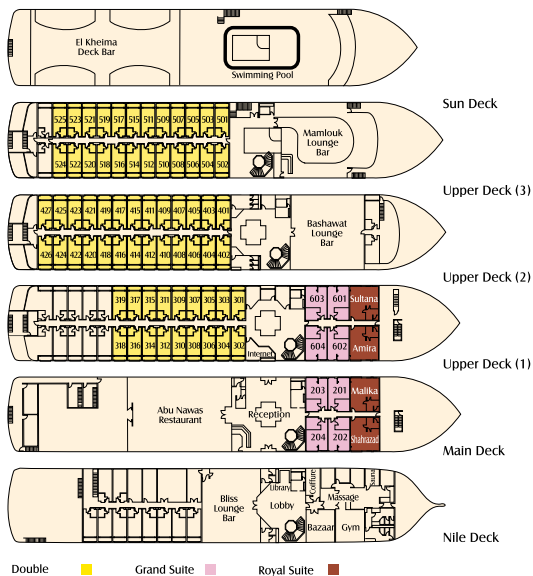 El Kheima
Deck Bar
Swimming Pool
Sun Deck
525 523 521 519 517 515 511 509 507 505 503 501
524 522 520 518 516 514 512 510 508 506 504 502
Mamlouk
Lounge
Bar
Upper Deck (3)
427 425 423 421 419 417 415 411 409 407 405 403 401
426 424 422 420 418 416 414 412 410 408 406 404 402
Bashawat
Lounge
Bar
Upper Deck (2)
319 317 315 311 309 307 305 303 301
318 316 314 312 310 308 306 304 302
Internet
603 601 Sultana
604 602 Amira
Upper Deck (1)
Abu Nawas
Restaurant
Reception
203 201 Malika
204 202 Shahrazad
Main Deck
Bliss
Lounge
Bar
Library
Lobby
Coiffure
Massage
Sauna
Bazaar
Gym
Nile Deck
Double
Grand Suite
Royal Suite